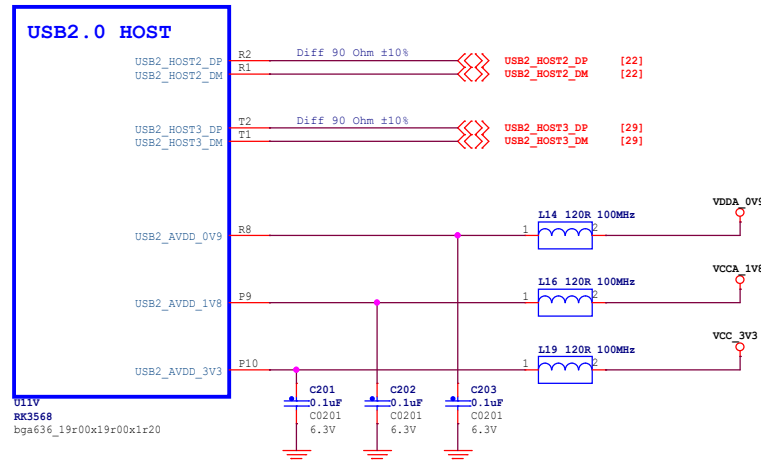 USB2.0 HOST
USB2_HOST2_DP R2 Diff 90 Ohm ±10% USB2_HOST2_DP [22]
USB2_HOST2_DM R1 USB2_HOST2_DM [22]
USB2_HOST3_DP T2 Diff 90 Ohm ±10% USB2_HOST3_DP [29]
USB2_HOST3_DM T1 USB2_HOST3_DM [29]
VDDA_0V9
L14 120R 100MHz
USB2_AVDD_0V9 R8 1 2
VCCA_1V8
L16 120R 100MHz
USB2_AVDD_1V8 P9 1 2
VCC_3V3
L19 120R 100MHz
USB2_AVDD_3V3 P10 1 2
C201 C202 C203
0.1uF 0.1uF 0.1uF
C0201 C0201 C0201
6.3V 6.3V 6.3V
U11V
RK3568
bga636_19r00x19r00x1r20